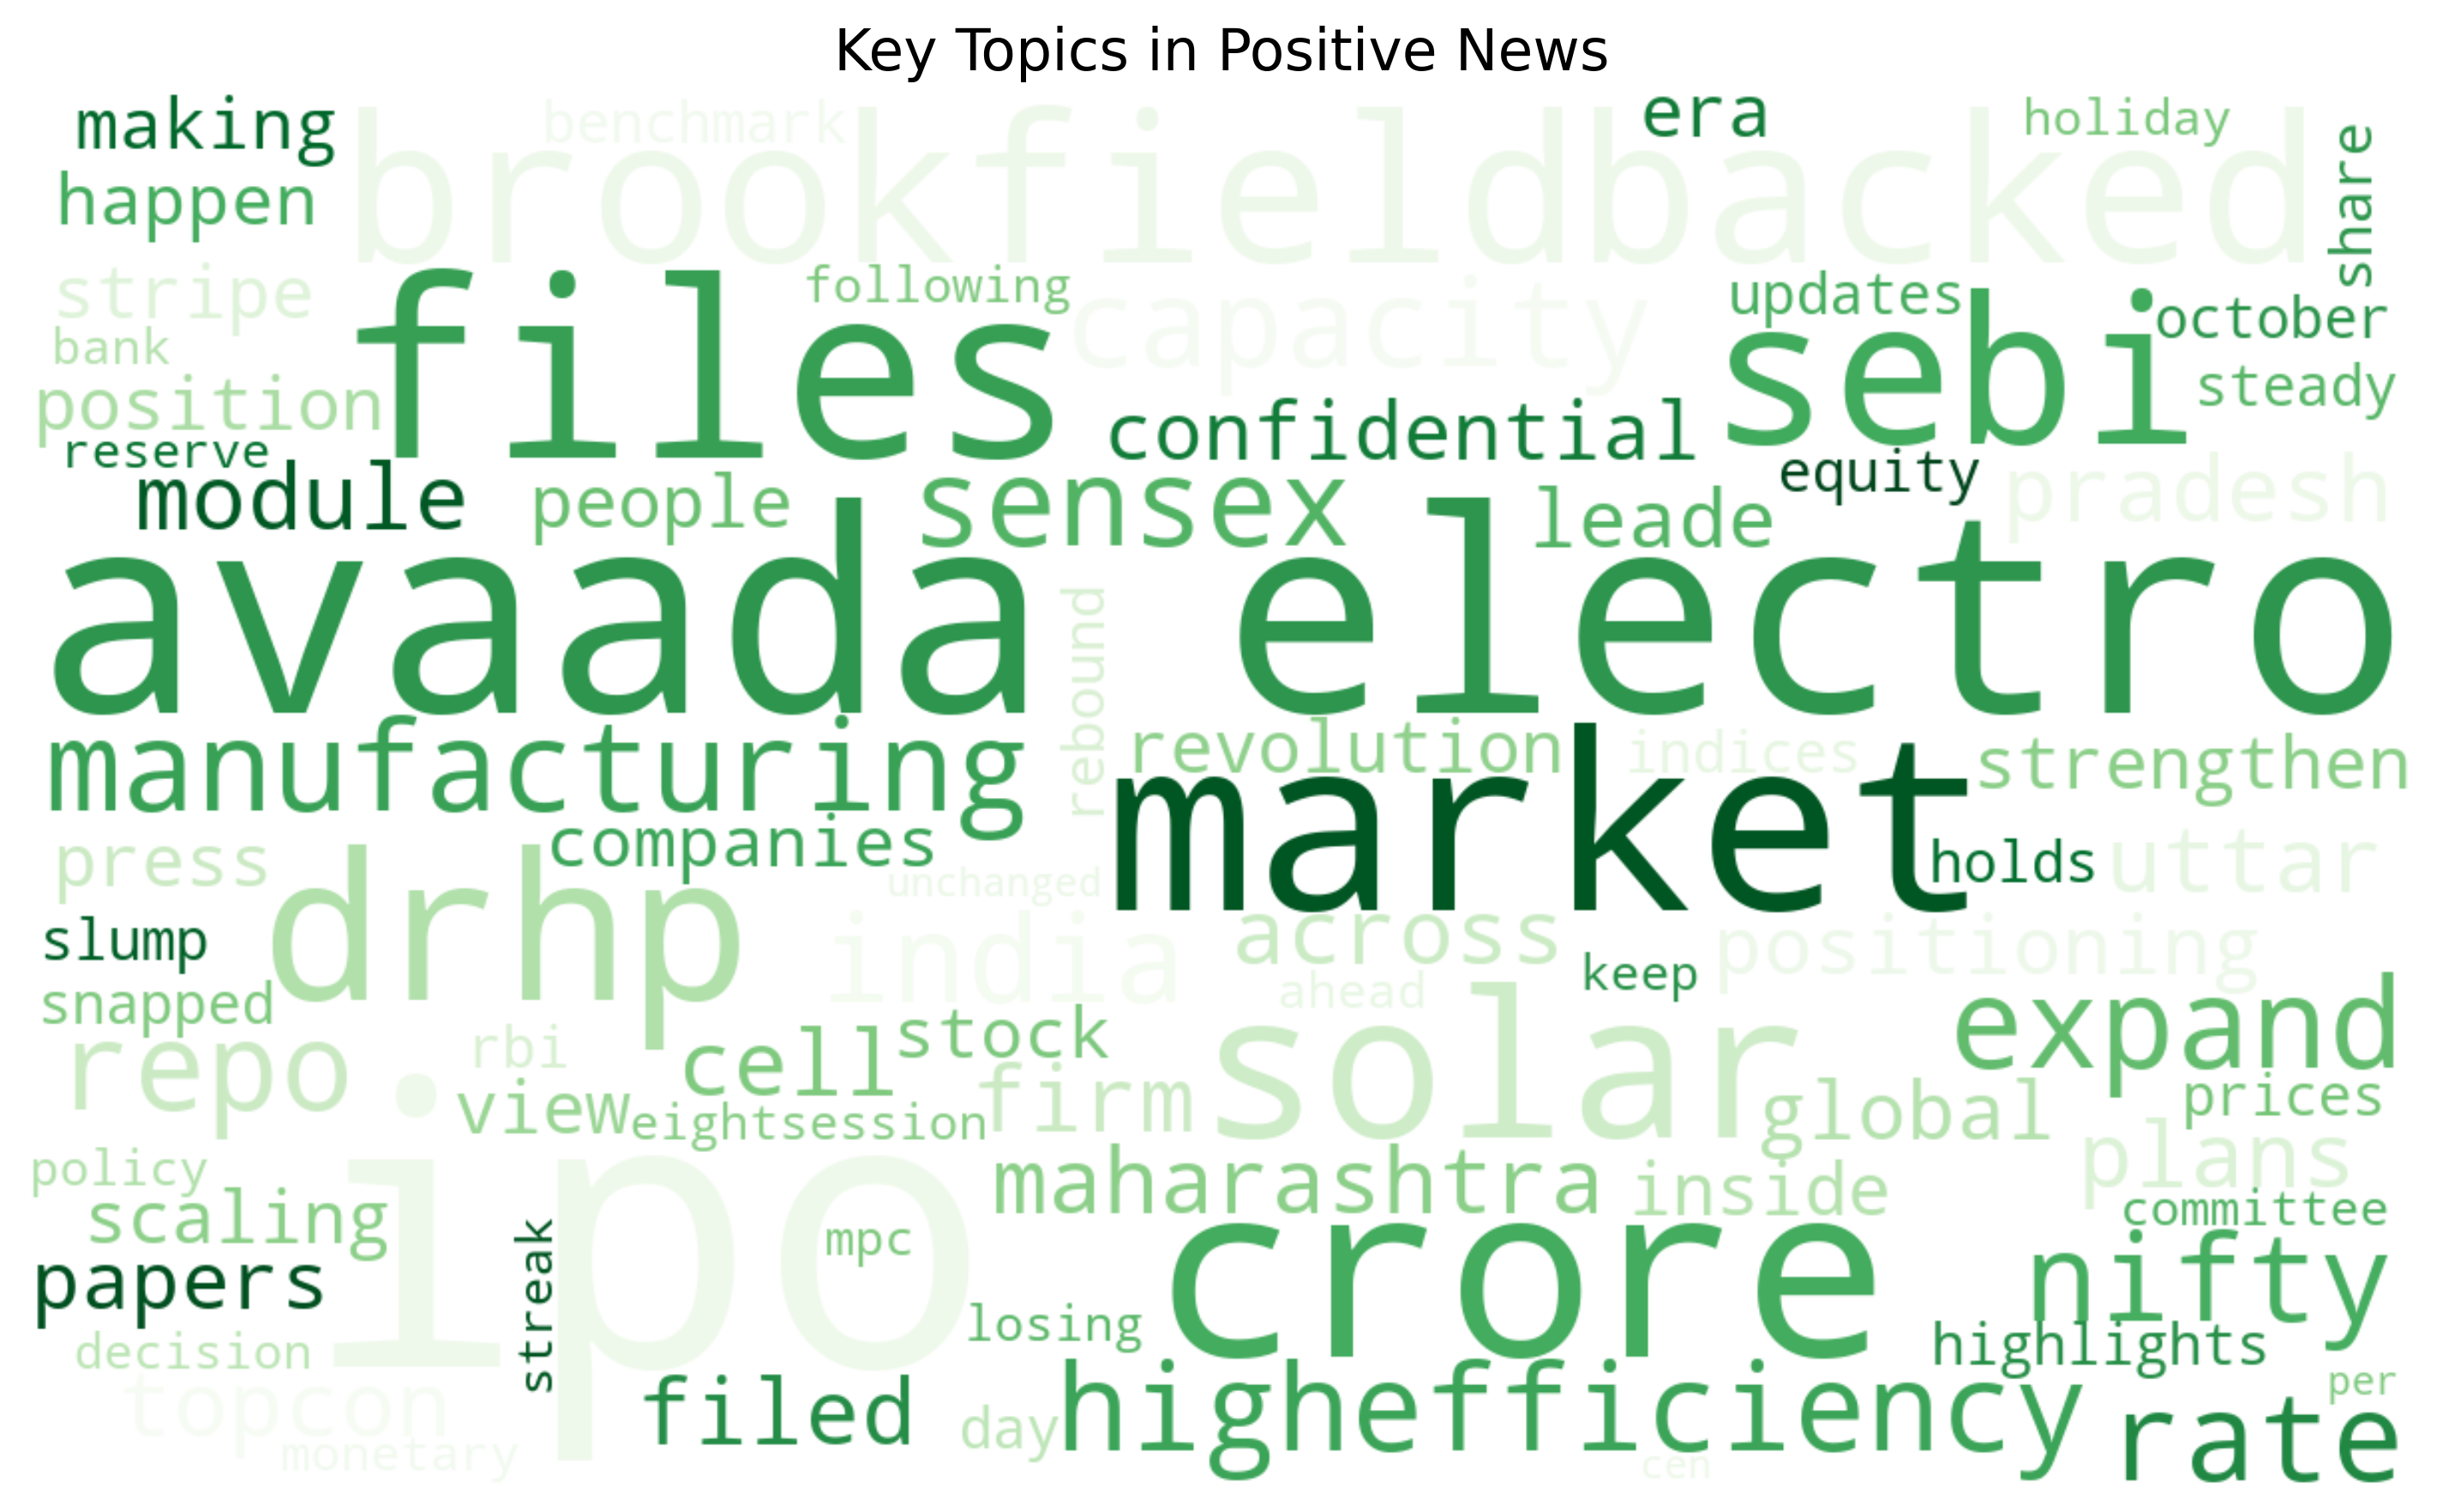 Key Topics in Positive News
making
benchmark
era
holiday
share
happen
brookfieldbacked
stripe
following
capacity
updates
october
bank
files
sebi
position
steady
reserve
confidential
module
people
sensex
leade
equity
pradesh
avaada electro
rebound
manufacturing
revolution
indices
strengthen
companies
market
press
drhp
unchanged
holds
uttar
slump
india
across
keep
positioning
snapped
ahead
expand
repo
rbi
cell
stock
solar
view
eightsession
firm
global
prices
policy
ipo
maharashtra
inside
plans
scaling
committee
papers
streak
mpc
losing
crore
nifty
decision
highlights
topcon
filed
day
highefficiency
per
rate
monetary
cen